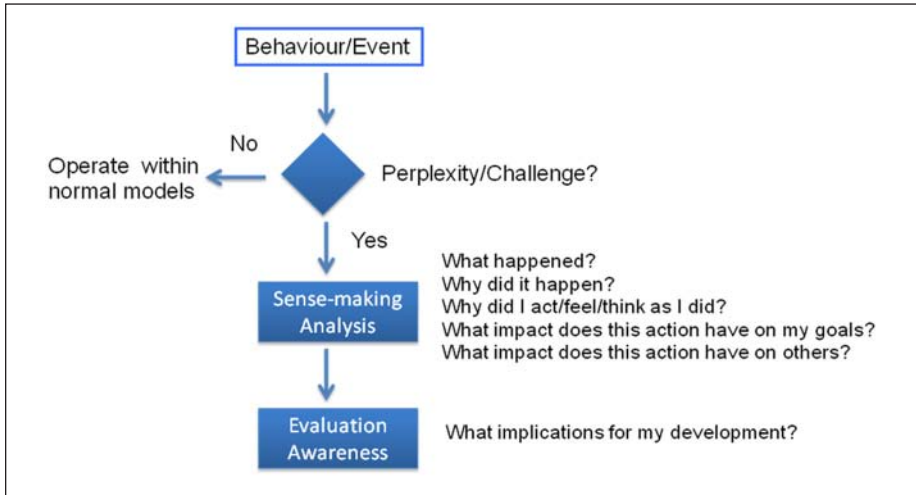 Behaviour/Event
No
Operate within
normal models
Perplexity/Challenge?
Yes
Sense-making
Analysis
What happened?
Why did it happen?
Why did I act/feel/think as I did?
What impact does this action have on my goals?
What impact does this action have on others?
Evaluation
Awareness
What implications for my development?